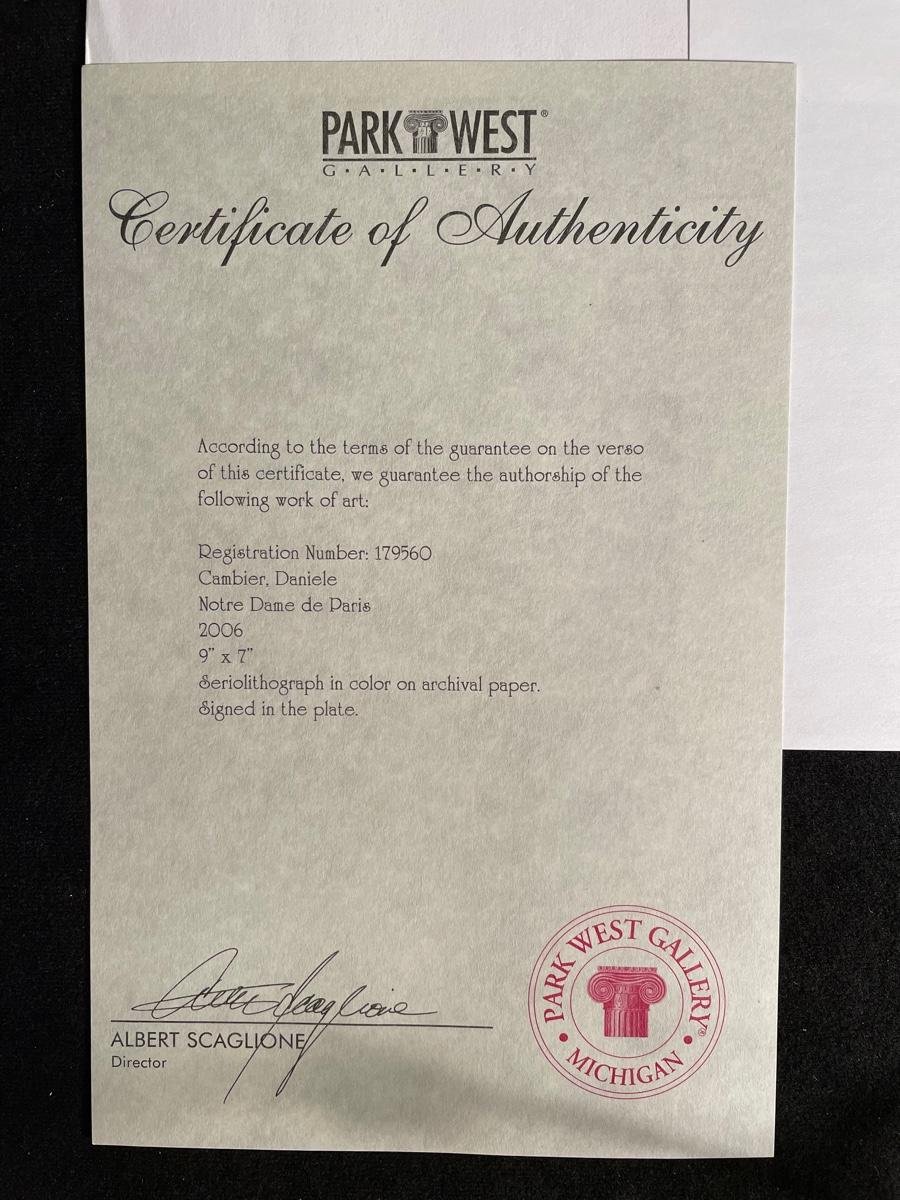 PARK WEST®
G·A·L·L·E·R·Y
Certificate of Authenticity
According to the terms of the guarantee on the verso
of this certificate, we guarantee the authorship of the
following work of art:
Registration Number: 179560
Cambier, Daniele
Notre Dame de Paris
2006
9" x 7"
Seriolithograph in color on archival paper.
Signed in the plate.
Albert Scaglione
ALBERT SCAGLIONE
Director
PARK WEST GALLERY®
• MICHIGAN •